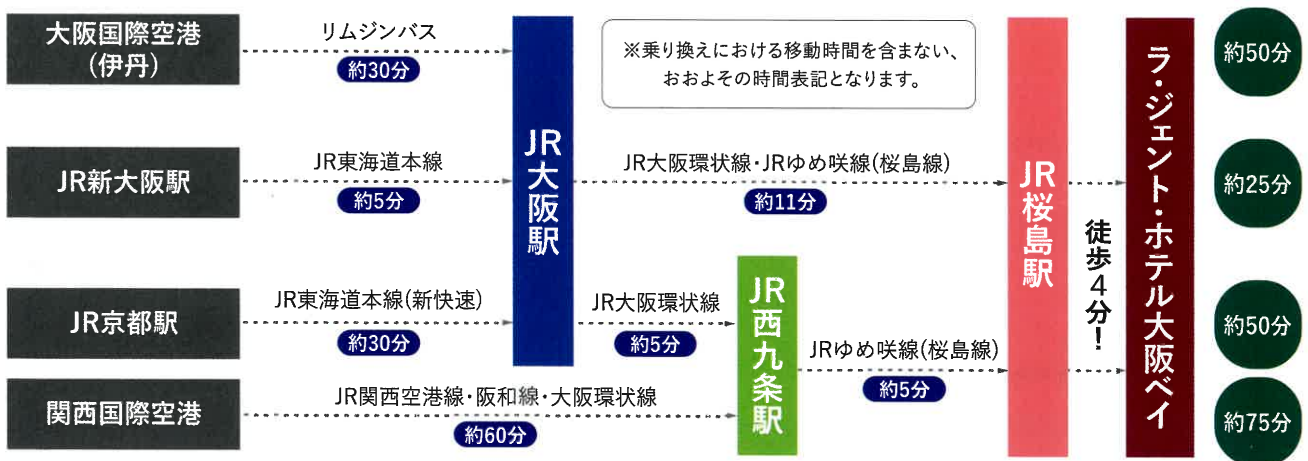 大阪国際空港
(伊丹)
リムジンバス
約30分
※乗り換えにおける移動時間を含まない、
おおよその時間表記となります。
約50分
JR新大阪駅
JR東海道本線
約5分
JR大阪駅
JR大阪環状線・JRゆめ咲線(桜島線)
約11分
JR桜島駅
徒歩4分!
ラ・ジェント・ホテル大阪ベイ
約25分
JR京都駅
JR東海道本線(新快速)
約30分
JR大阪環状線
約5分
JR西九条駅
JRゆめ咲線(桜島線)
約5分
約50分
関西国際空港
JR関西空港線・阪和線・大阪環状線
約60分
約75分